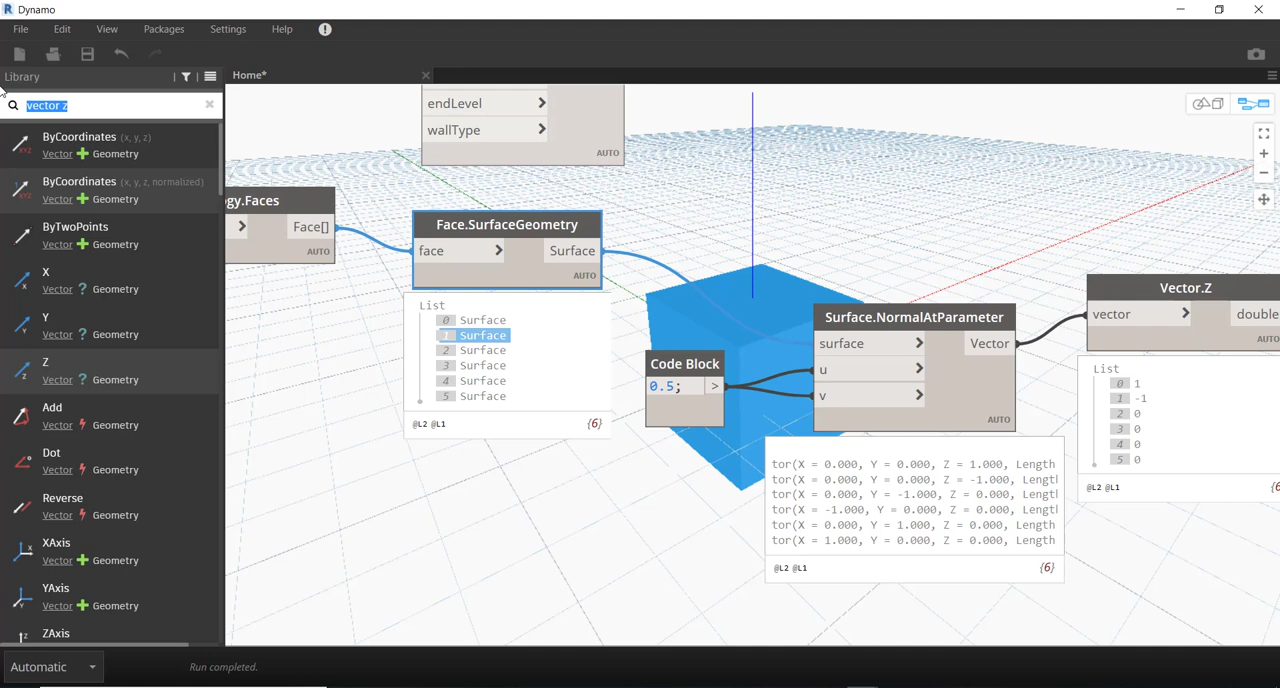 Dynamo
File Edit View Packages Settings Help
Library
Home*
vector z
ByCoordinates (x, y, z)
Vector Geometry
ByCoordinates (x, y, z, normalized)
Vector Geometry
ByTwoPoints
Vector Geometry
X
Vector ? Geometry
Y
Vector ? Geometry
Z
Vector ? Geometry
Add
Vector Geometry
Dot
Vector Geometry
Reverse
Vector Geometry
XAxis
Vector Geometry
YAxis
Vector Geometry
ZAxis
endLevel >
wallType >
AUTO
gy.Faces
> Face[]
AUTO
Face.SurfaceGeometry
face > Surface
AUTO
List
0 Surface
1 Surface
2 Surface
3 Surface
4 Surface
5 Surface
@L2 @L1 {6}
Code Block
0.5; >
Surface.NormalAtParameter
surface > Vector
u >
v >
AUTO
tor(X = 0.000, Y = 0.000, Z = 1.000, Length
tor(X = 0.000, Y = 0.000, Z = -1.000, Lengt
tor(X = 0.000, Y = -1.000, Z = 0.000, Lengt
tor(X = -1.000, Y = 0.000, Z = 0.000, Lengt
tor(X = 0.000, Y = 1.000, Z = 0.000, Length
tor(X = 1.000, Y = 0.000, Z = 0.000, Length
@L2 @L1 {6}
Vector.Z
vector > double
AUTO
List
0 1
1 -1
2 0
3 0
4 0
5 0
@L2 @L1 {6
Automatic
Run completed.